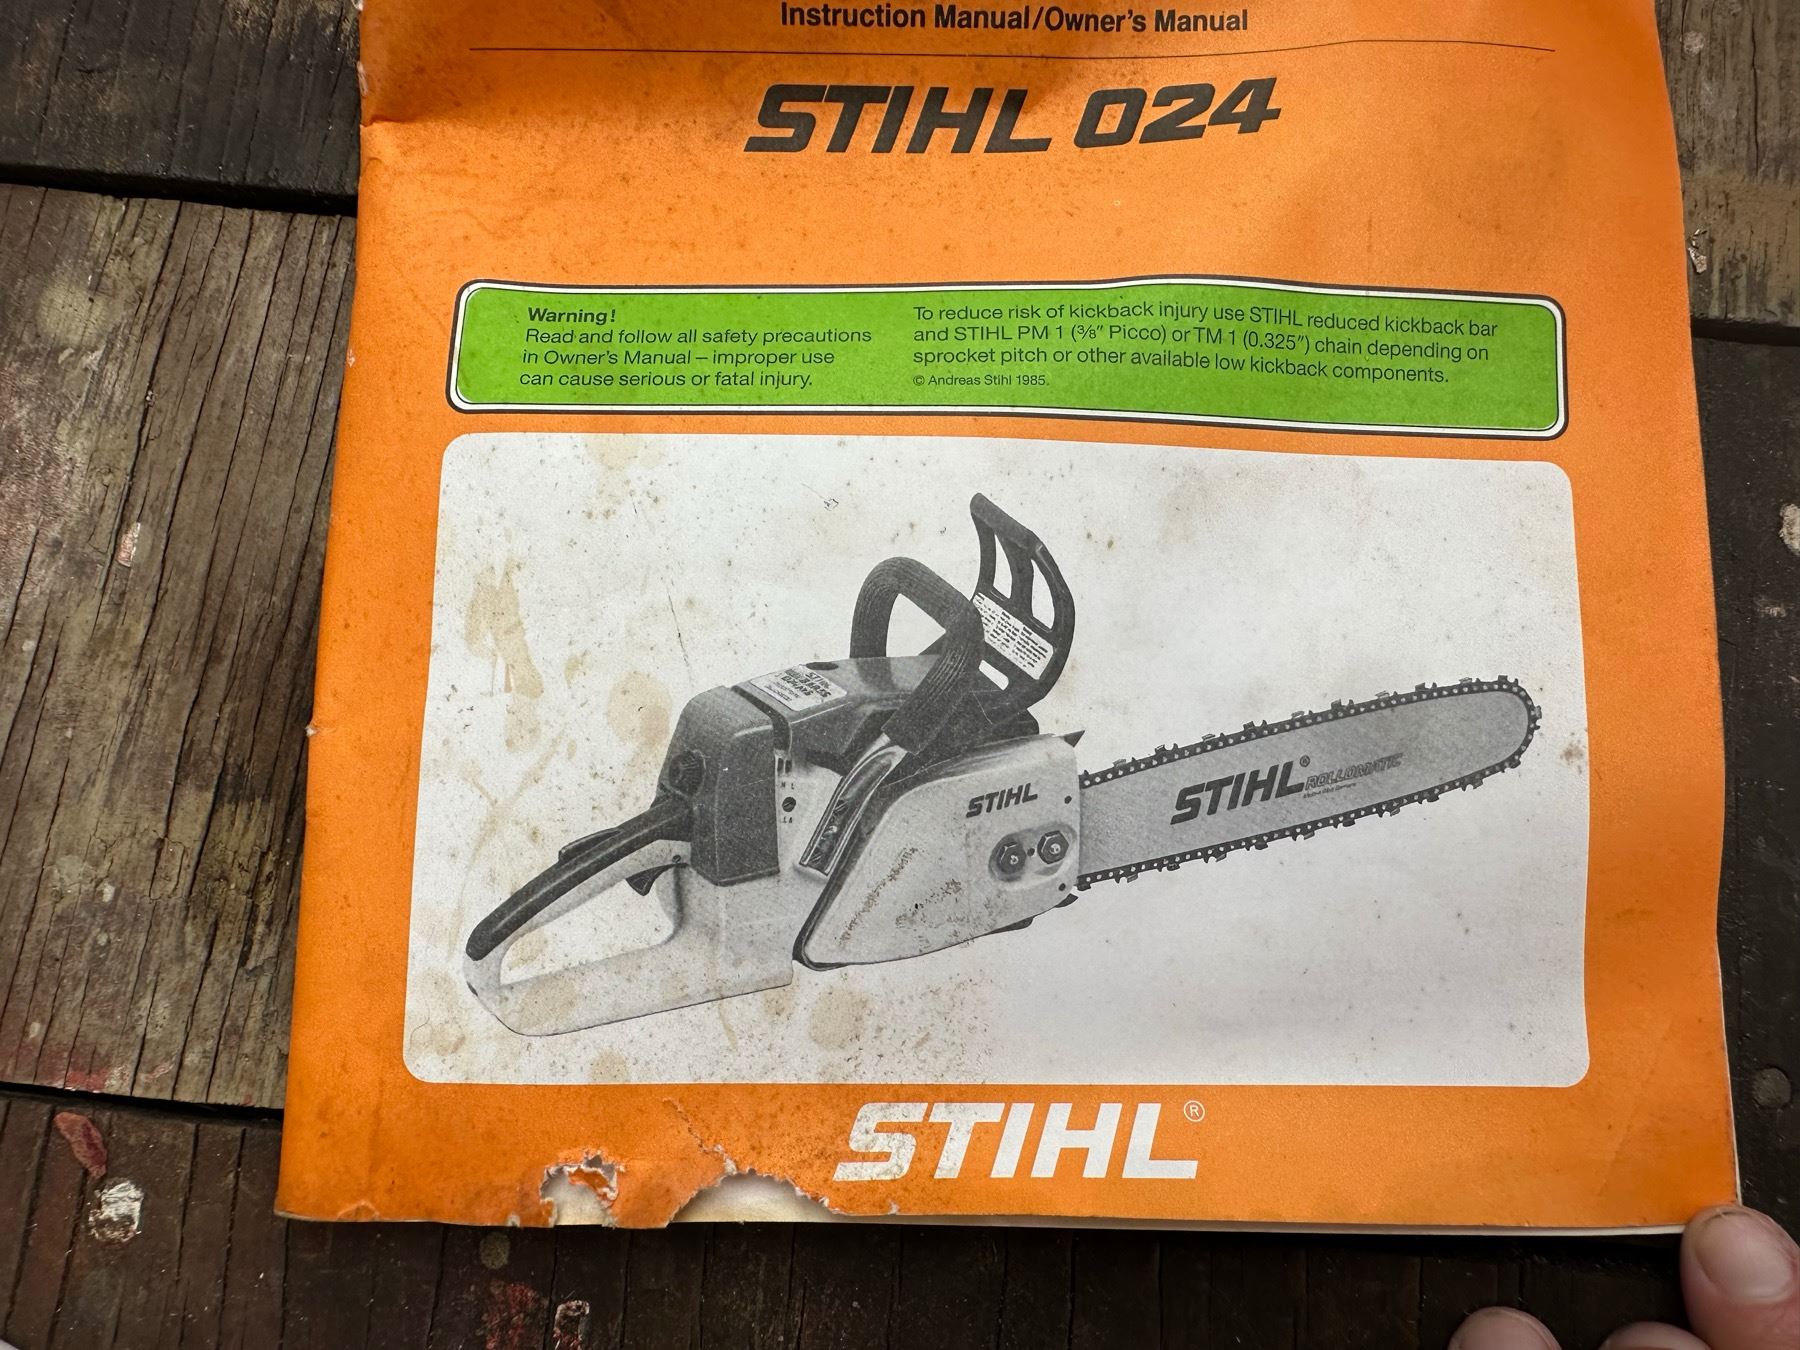 Instruction Manual/Owner's Manual
STIHL 024
Warning!
Read and follow all safety precautions
in Owner's Manual – improper use
can cause serious or fatal injury.
To reduce risk of kickback injury use STIHL reduced kickback bar
and STIHL PM 1 (3/8″ Picco) or TM 1 (0.325″) chain depending on
sprocket pitch or other available low kickback components.
© Andreas Stihl 1985.
STIHL
H L
LA
STIHL
STIHL® ROLLOMATIC
STIHL®